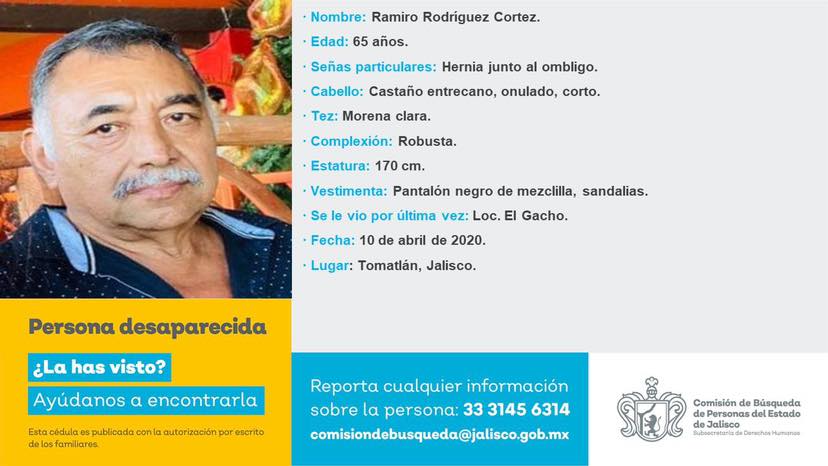 · Nombre: Ramiro Rodríguez Cortez.
· Edad: 65 años.
· Señas particulares: Hernia junto al ombligo.
· Cabello: Castaño entrecano, onulado, corto.
· Tez: Morena clara.
· Complexión: Robusta.
· Estatura: 170 cm.
· Vestimenta: Pantalón negro de mezclilla, sandalias.
· Se le vio por última vez: Loc. El Gacho.
· Fecha: 10 de abril de 2020.
· Lugar: Tomatlán, Jalisco.
Persona desaparecida
¿La has visto?
Ayúdanos a encontrarla
Esta cédula es publicada con la autorización por escrito
de los familiares.
Reporta cualquier información
sobre la persona: 33 3145 6314
comisiondebusqueda@jalisco.gob.mx
Comisión de Búsqueda
de Personas del Estado
de Jalisco
Subsecretaría de Derechos Humanos